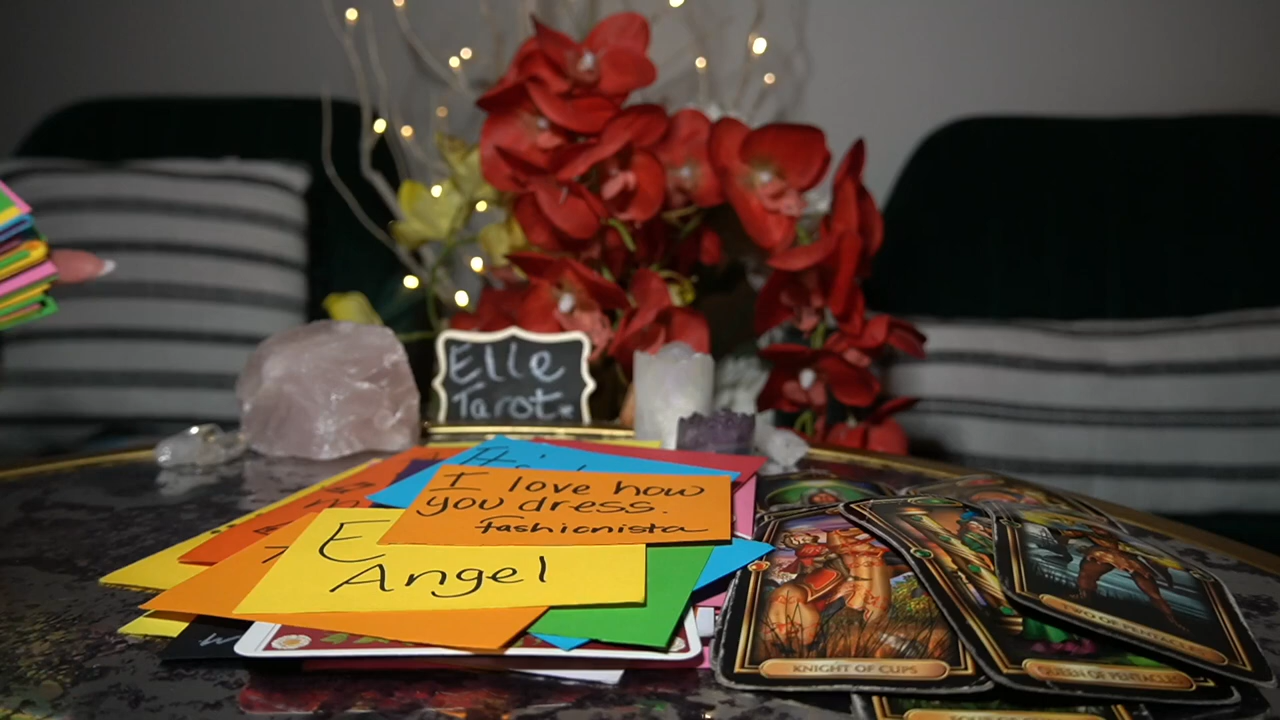 Elle
Tarot
I love how
you dress.
Fashionista
E
Angel
KNIGHT OF CUPS
QUEEN OF PENTACLES
TWO OF PENTACLES